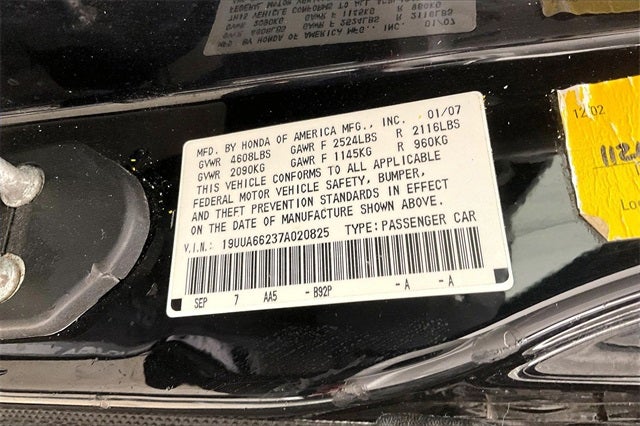 MFD. BY HONDA OF AMERICA MFG., INC. 01/07
GVWR 4608LBS GAWR F 2524LBS R 2116LBS
GVWR 2090KG GAWR F 1145KG R 960KG
THIS VEHICLE CONFORMS TO ALL APPLICABLE
FEDERAL MOTOR VEHICLE SAFETY, BUMPER,
AND THEFT PREVENTION STANDARDS IN EFFECT
ON THE DATE OF MANUFACTURE SHOWN ABOVE.
V.I.N.: 19UUA66237A020825 TYPE:PASSENGER CAR
SEP 7 AA5 -B92P -A -A
12.02